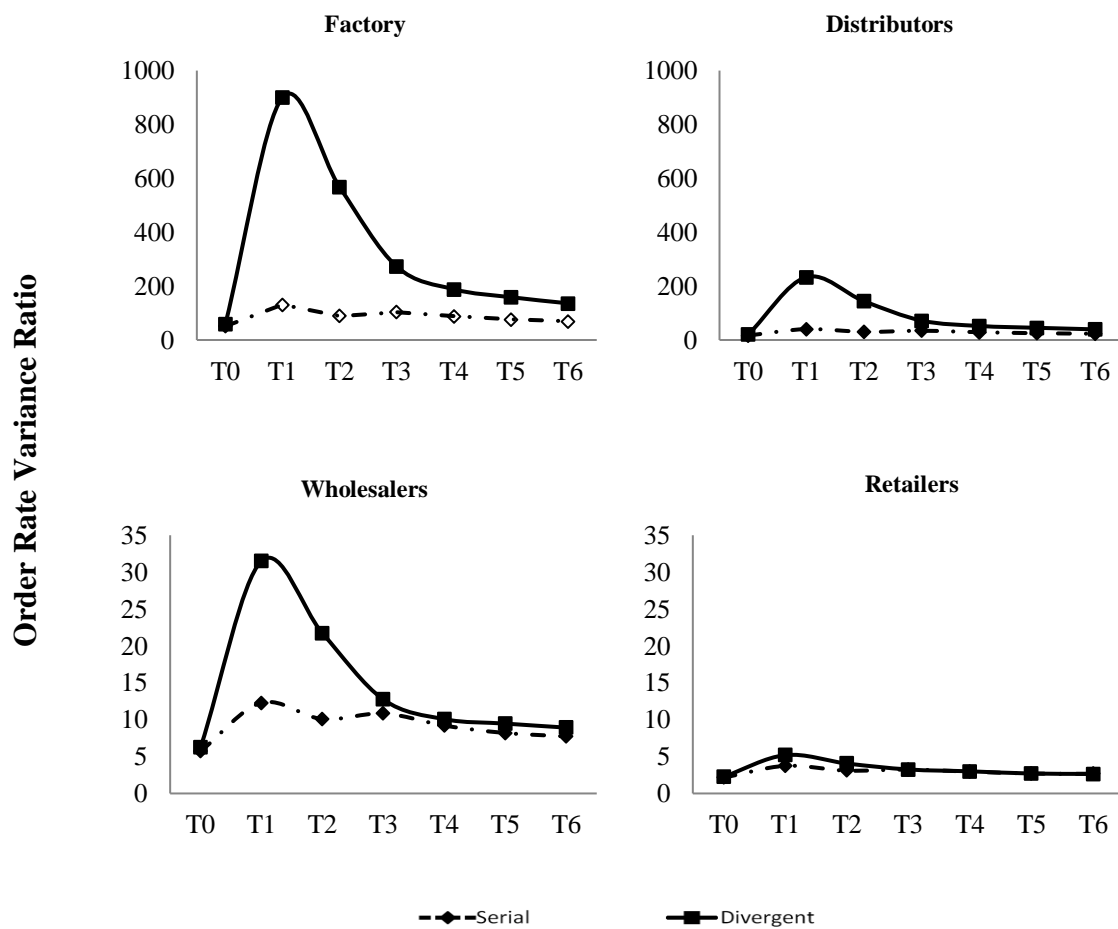 Factory
1000
800
600
400
200
0
T0 T1 T2 T3 T4 T5 T6
Distributors
1000
800
600
400
200
0
T0 T1 T2 T3 T4 T5 T6
Order Rate Variance Ratio
Wholesalers
35
30
25
20
15
10
5
0
T0 T1 T2 T3 T4 T5 T6
Retailers
35
30
25
20
15
10
5
0
T0 T1 T2 T3 T4 T5 T6
Serial Divergent